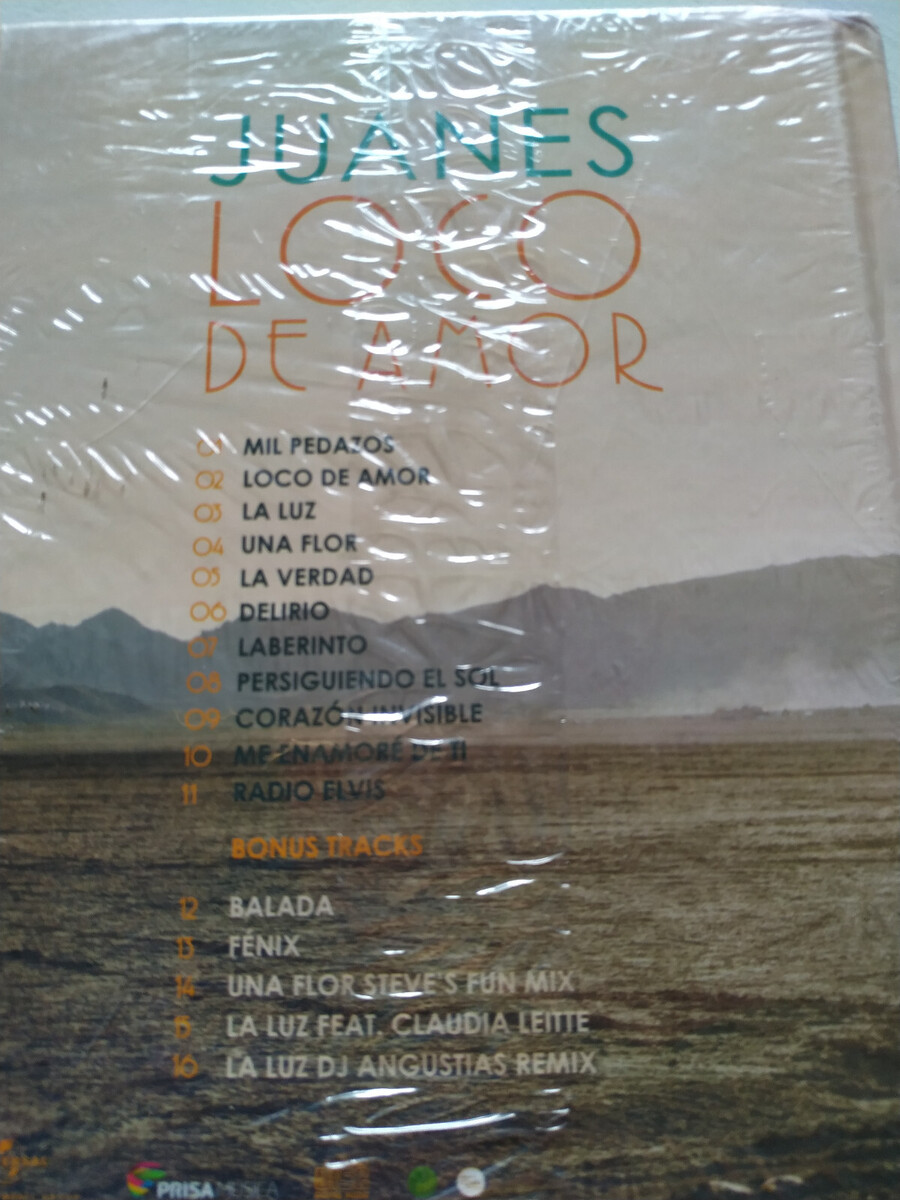 JUANES
LOCO
DE AMOR
01 MIL PEDAZOS
02 LOCO DE AMOR
03 LA LUZ
04 UNA FLOR
05 LA VERDAD
06 DELIRIO
07 LABERINTO
08 PERSIGUIENDO EL SOL
09 CORAZÓN INVISIBLE
10 ME ENAMORÉ DE TI
11 RADIO ELVIS
BONUS TRACKS
12 BALADA
13 FÉNIX
14 UNA FLOR STEVE'S FUN MIX
15 LA LUZ FEAT. CLAUDIA LEITTE
16 LA LUZ DJ ANGUSTIAS REMIX
PRISA MÚSICA